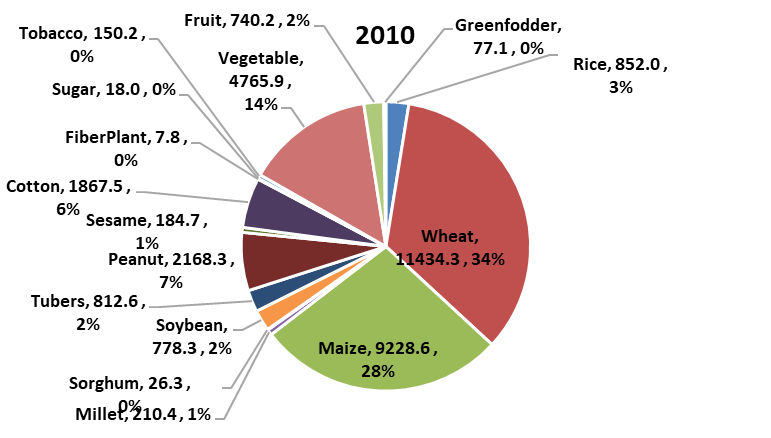 2010
Greenfodder,
77.1 , 0%
Rice, 852.0 ,
3%
Wheat,
11434.3 , 34%
Maize, 9228.6 ,
28%
Millet, 210.4 , 1%
Sorghum, 26.3 ,
0%
Soybean,
778.3 , 2%
Tubers, 812.6 ,
2%
Peanut, 2168.3 ,
7%
Sesame, 184.7 ,
1%
Cotton, 1867.5 ,
6%
FiberPlant, 7.8 ,
0%
Sugar, 18.0 , 0%
Tobacco, 150.2 ,
0%
Vegetable,
4765.9 ,
14%
Fruit, 740.2 , 2%